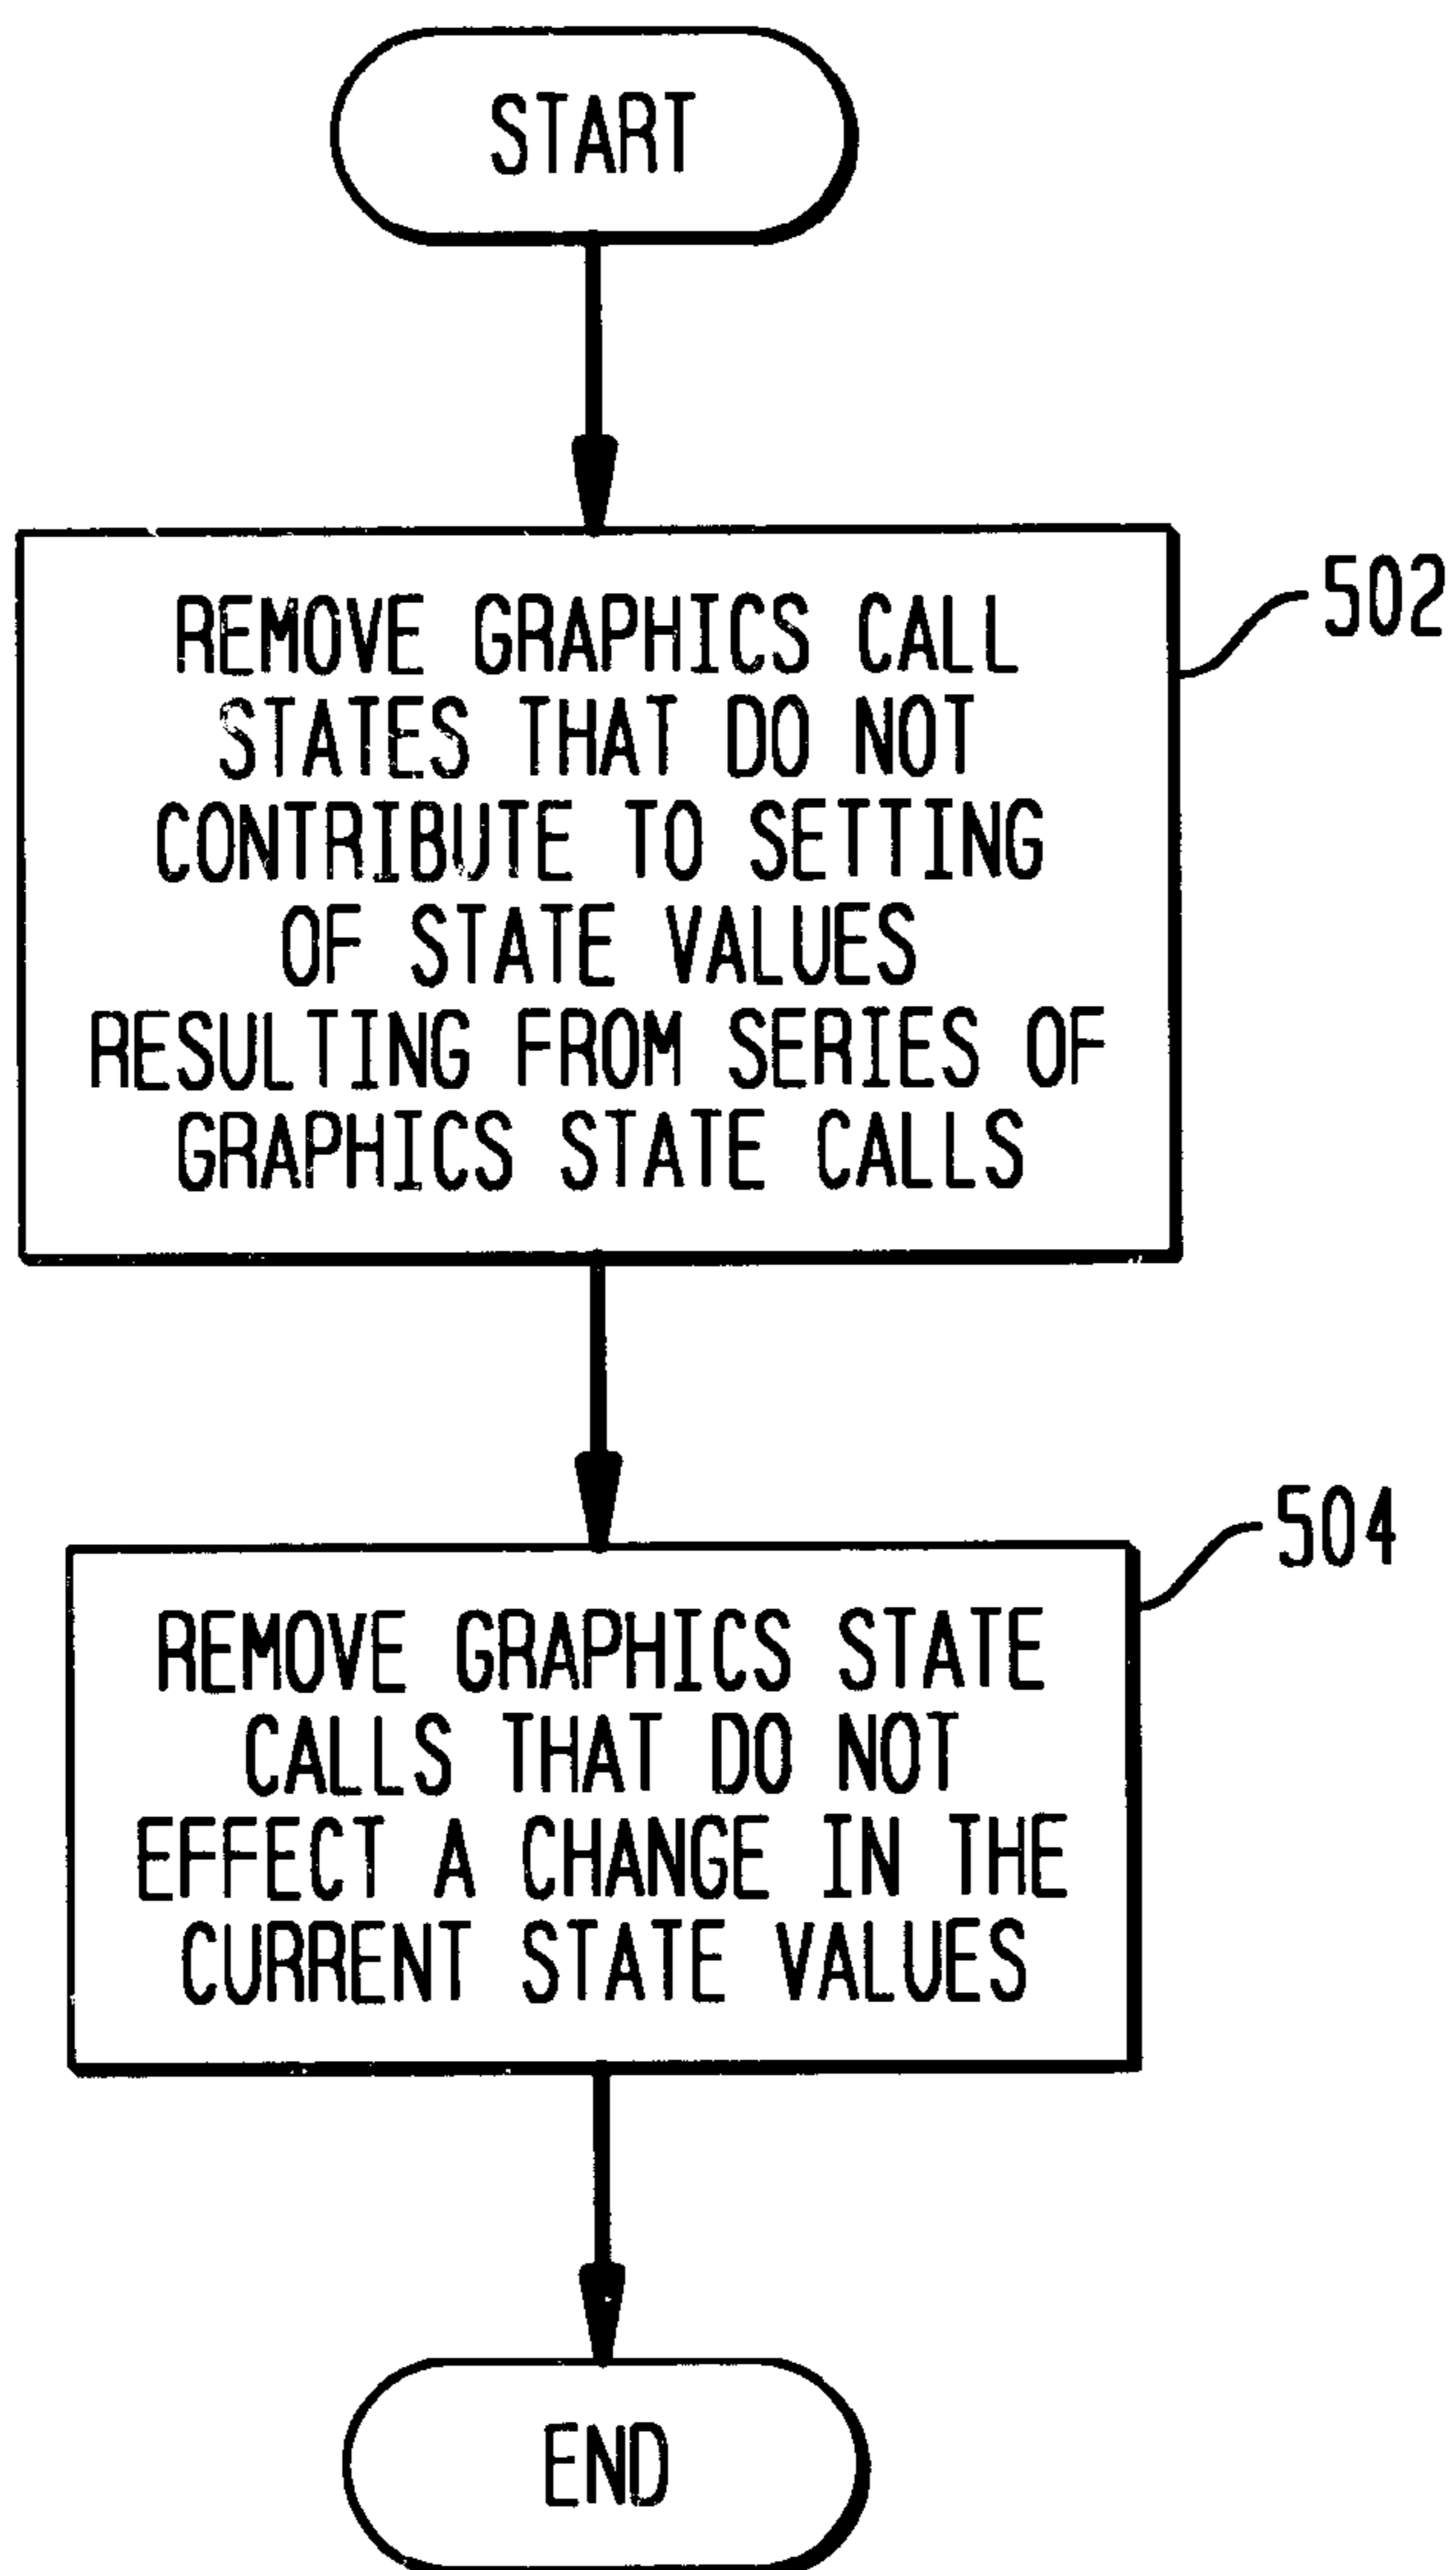 START
REMOVE GRAPHICS CALL
STATES THAT DO NOT
CONTRIBUTE TO SETTING
OF STATE VALUES
RESULTING FROM SERIES OF
GRAPHICS STATE CALLS
502
REMOVE GRAPHICS STATE
CALLS THAT DO NOT
EFFECT A CHANGE IN THE
CURRENT STATE VALUES
504
END